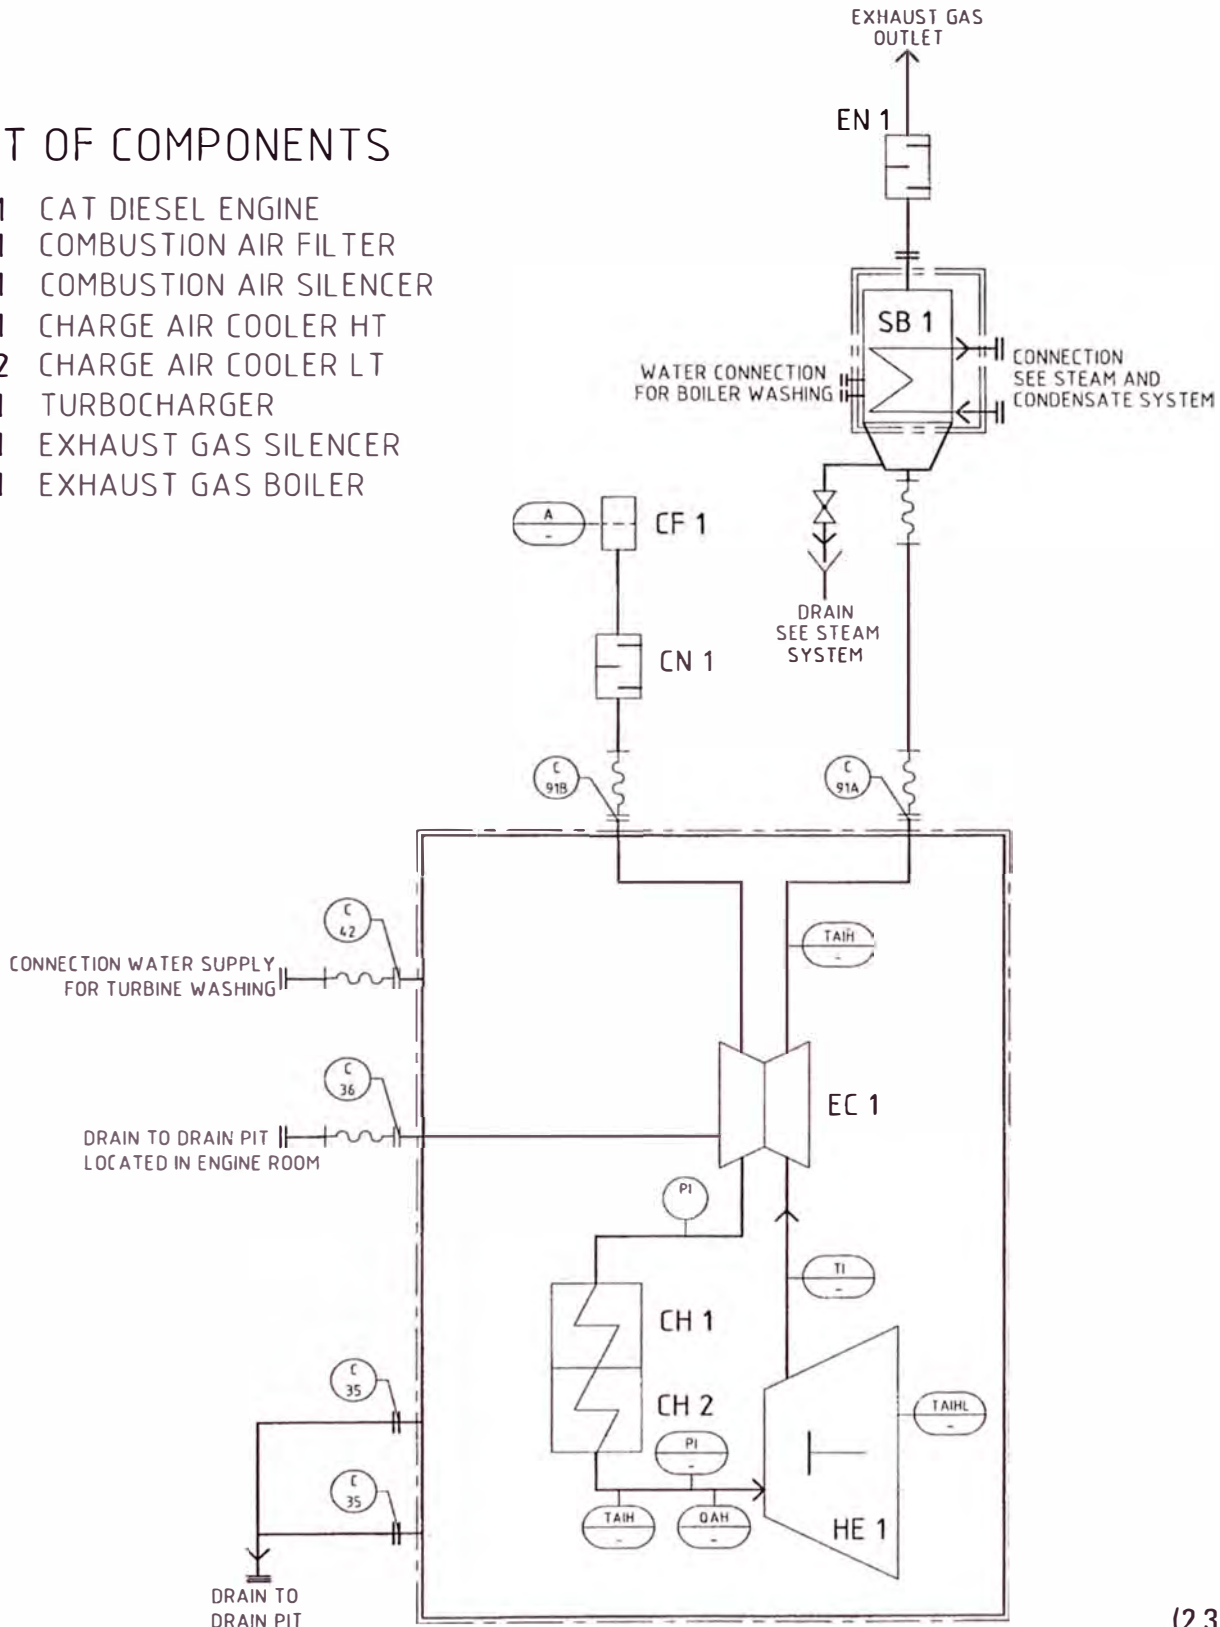 EXHAUST GAS
OUTLET
EN 1
T OF COMPONENTS
1 CAT DIESEL ENGINE
1 COMBUSTION AIR FILTER
1 COMBUSTION AIR SILENCER
1 CHARGE AIR COOLER HT
2 CHARGE AIR COOLER LT
1 TURBOCHARGER
1 EXHAUST GAS SILENCER
1 EXHAUST GAS BOILER
SB 1
WATER CONNECTION
FOR BOILER WASHING
CONNECTION
SEE STEAM AND
CONDENSATE SYSTEM
A
-
CF 1
DRAIN
SEE STEAM
SYSTEM
CN 1
C
91B
C
91A
C
42
TAIH
-
CONNECTION WATER SUPPLY
FOR TURBINE WASHING
C
36
EC 1
DRAIN TO DRAIN PIT
LOCATED IN ENGINE ROOM
PI
TI
-
CH 1
C
35
CH 2
TAIHL
-
PI
-
C
35
TAIH
-
QAH
-
HE 1
DRAIN TO
DRAIN PIT
(2.3